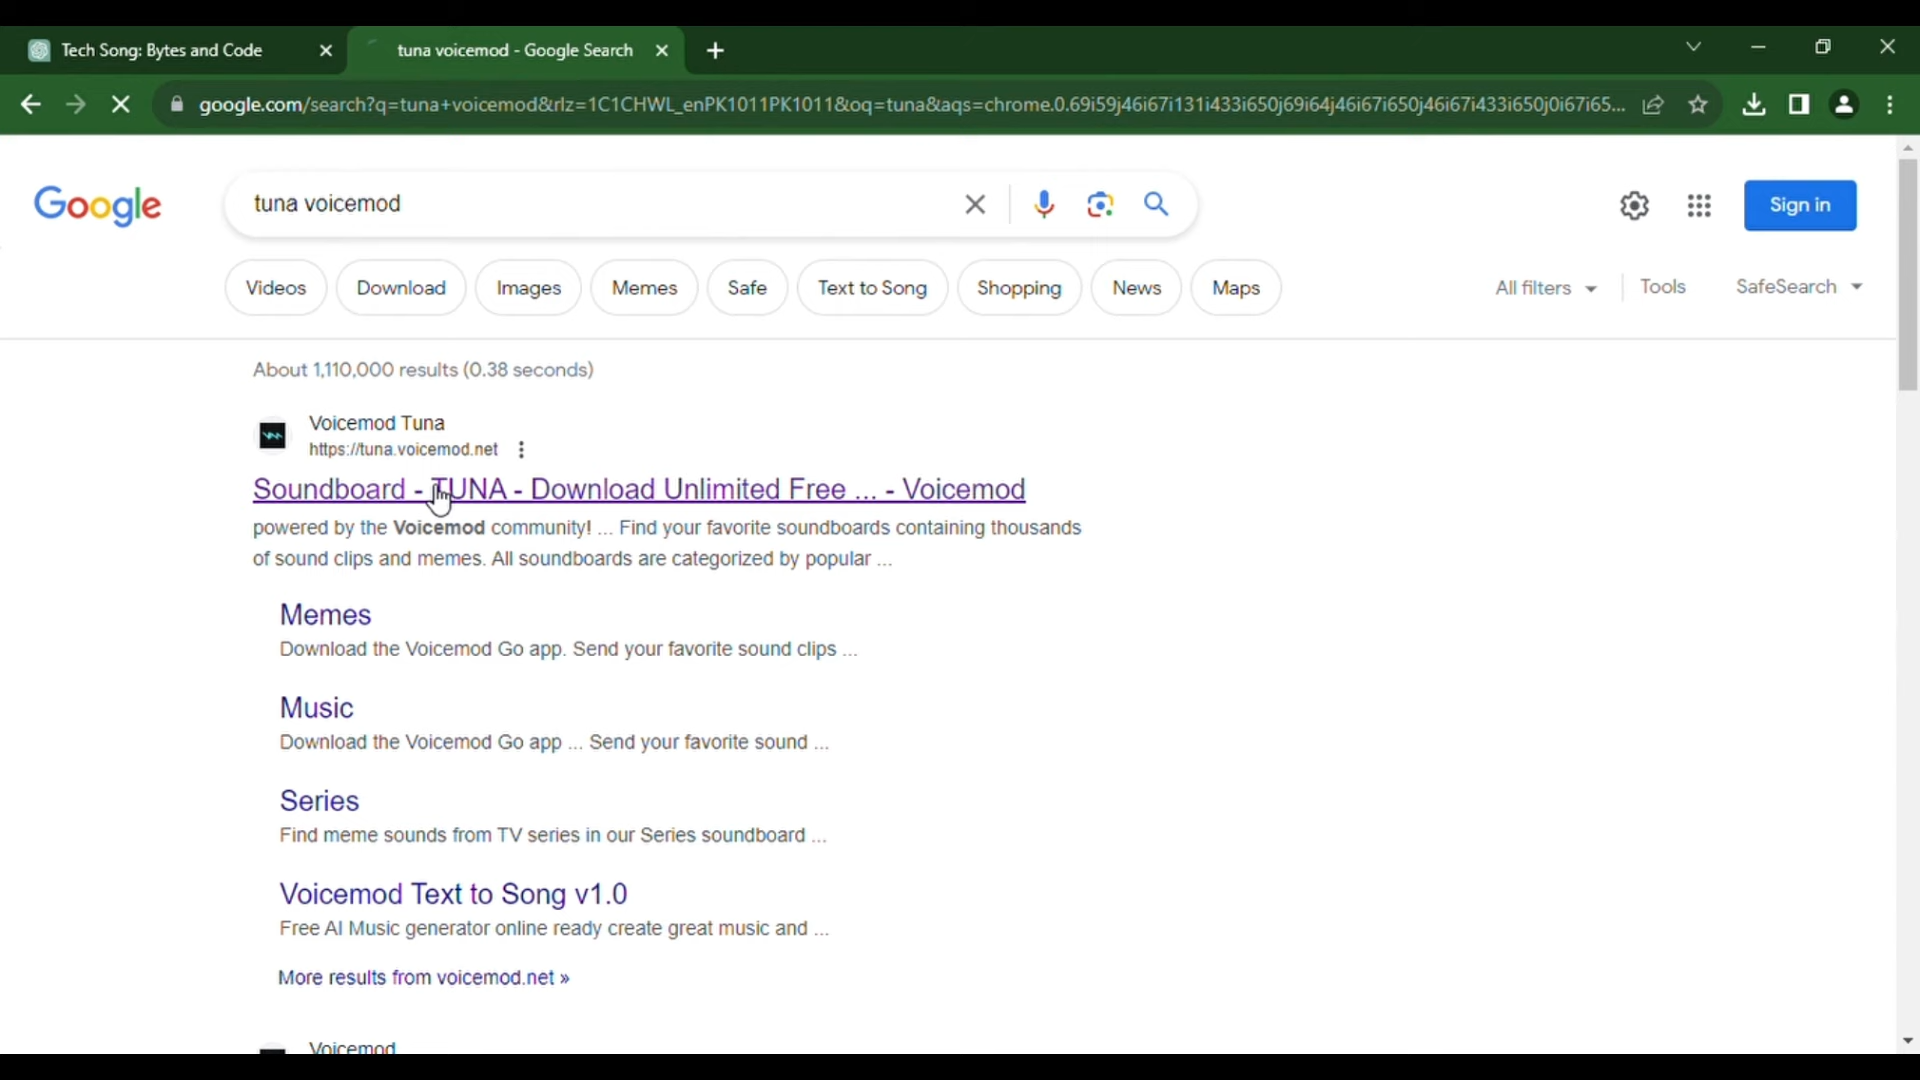 Tech Song: Bytes and Code
tuna voicemod - Google Search
google.com/search?q=tuna+voicemod&rlz=1C1CHWL_enPK1011PK1011&oq=tuna&aqs=chrome.0.69i59j46i67i131i433i650j69i64j46i67i650j46i67i433i650j0i67i65...
Google
tuna voicemod
Sign in
Videos
Download
Images
Memes
Safe
Text to Song
Shopping
News
Maps
All filters
Tools
SafeSearch
About 1,110,000 results (0.38 seconds)
Voicemod Tuna
https://tuna.voicemod.net
Soundboard - TUNA - Download Unlimited Free ... - Voicemod
powered by the Voicemod community! ... Find your favorite soundboards containing thousands
of sound clips and memes. All soundboards are categorized by popular ...
Memes
Download the Voicemod Go app. Send your favorite sound clips ...
Music
Download the Voicemod Go app ... Send your favorite sound ...
Series
Find meme sounds from TV series in our Series soundboard ...
Voicemod Text to Song v1.0
Free AI Music generator online ready create great music and ...
More results from voicemod.net »
Voicemod